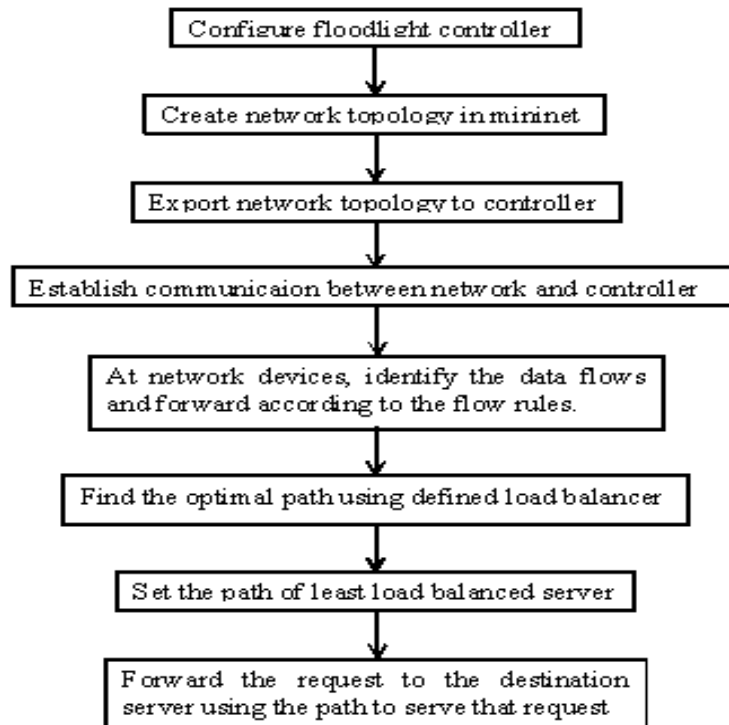 Configure floodlight controller
Create network topology in mininet
Export network topology to controller
Establish communicaion between network and controller
At network devices, identify the data flows
and forward according to the flow rules.
Find the optimal path using defined load balancer
Set the path of least load balanced server
Forward the request to the destination
server using the path to serve that request